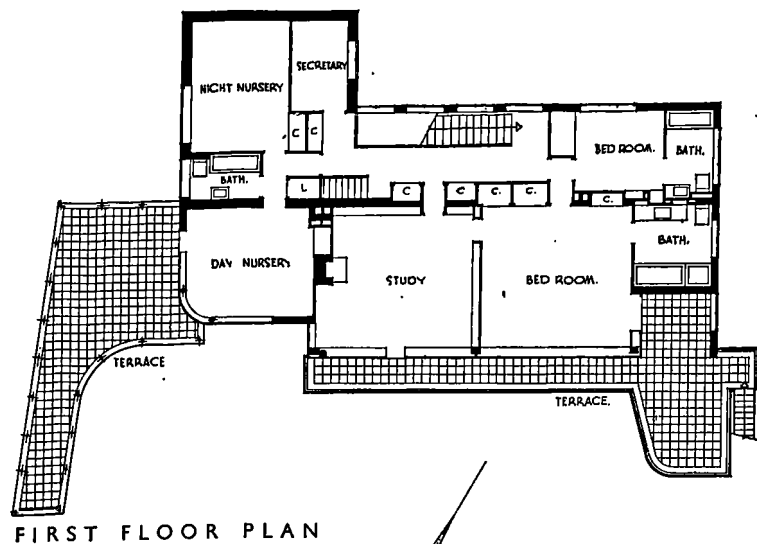 SECRETARY
NIGHT NURSERY
C C
BED ROOM.
BATH.
BATH.
L
C
C
C.
C.
C.
BATH.
DAY NURSERY
STUDY
BED ROOM.
TERRACE
TERRACE.
FIRST FLOOR PLAN